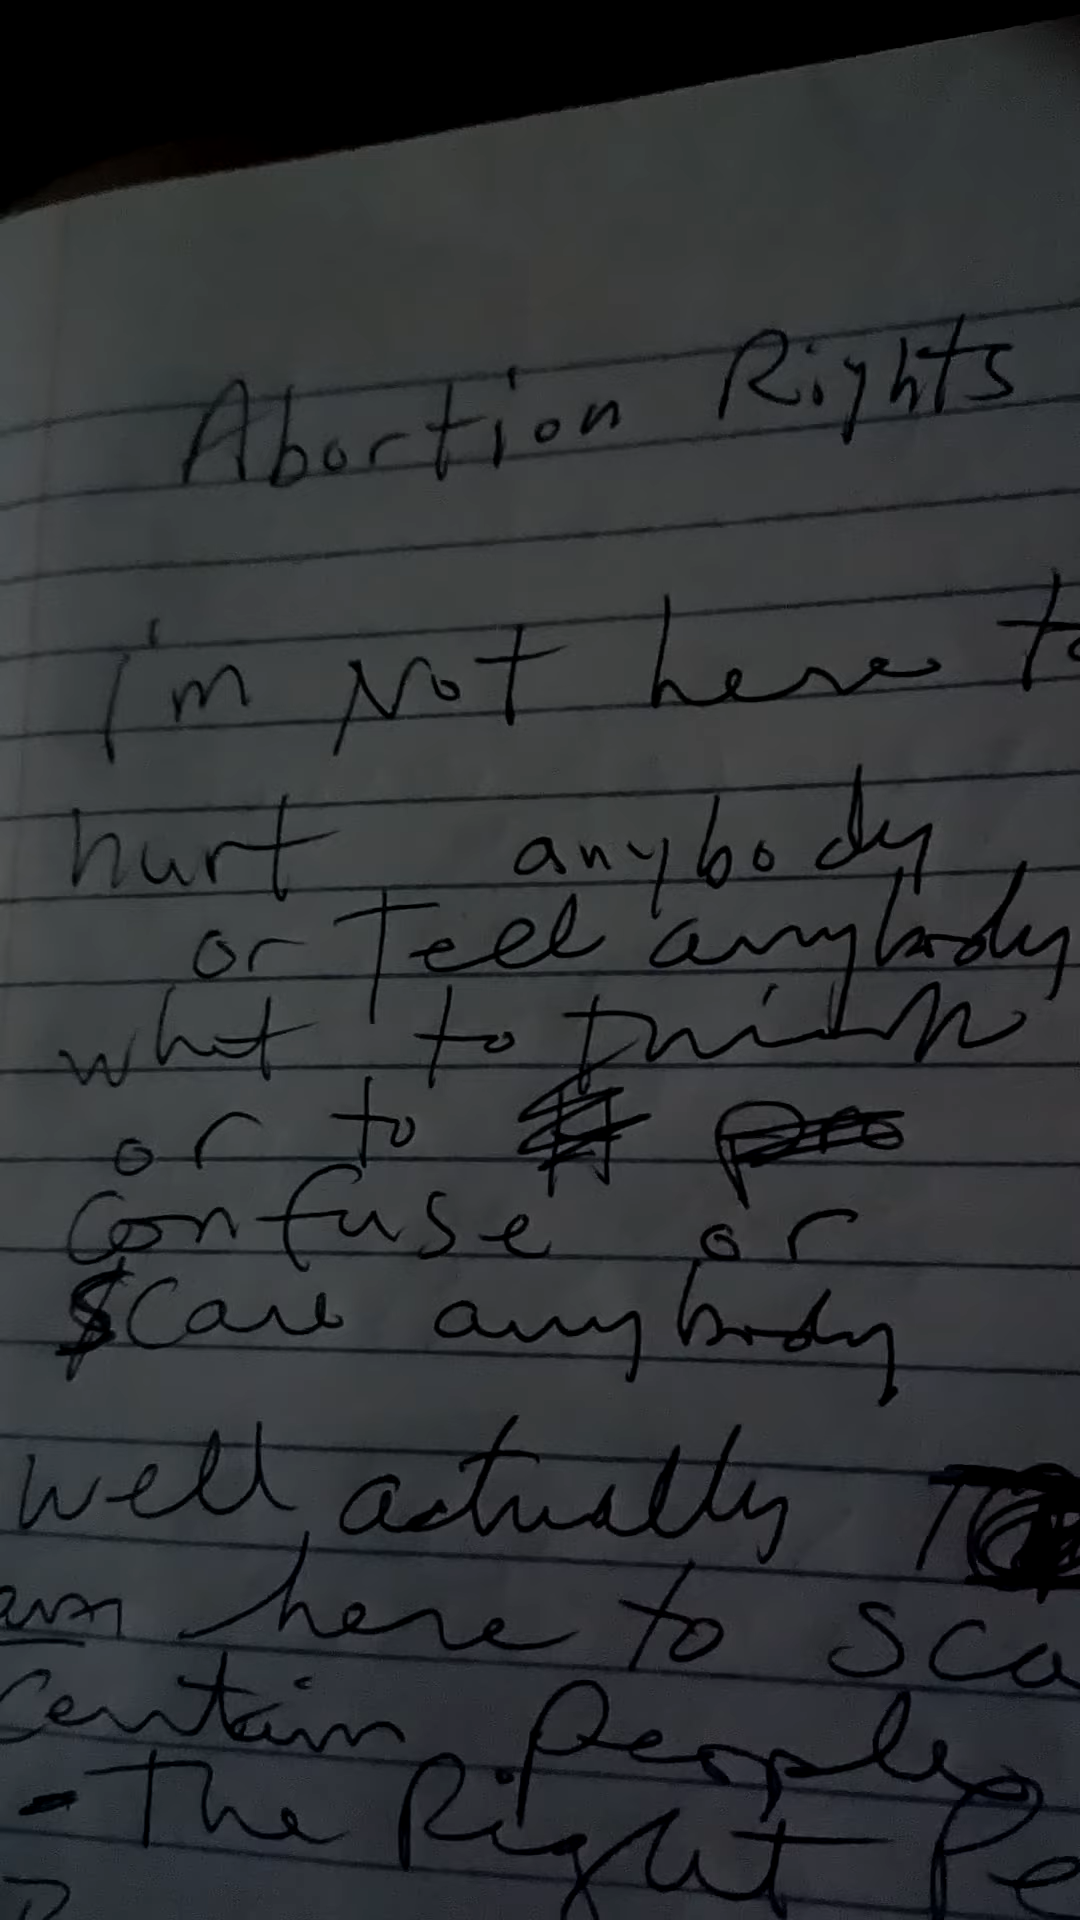 Abortion Rights
I'm Not here to
hurt anybody
or Tell anybody
what to think
or to
confuse or
scare anybody
Well, actually I
am here to sca
certain people,
- The Right Pe